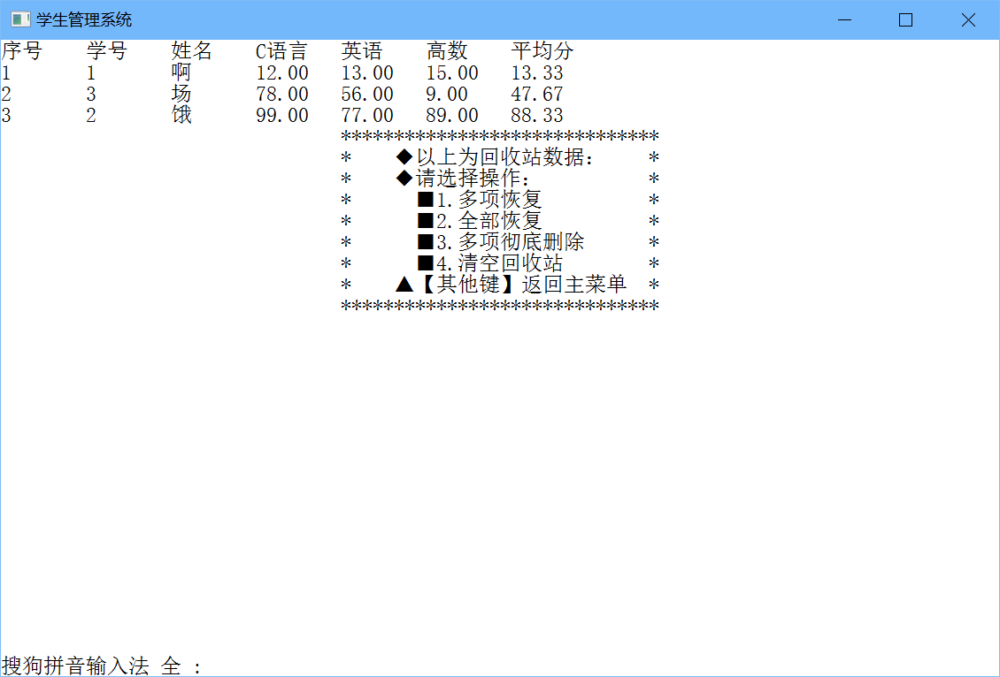 学生管理系统
序号 学号 姓名 C语言 英语 高数 平均分
1 1 啊 12.00 13.00 15.00 13.33
2 3 场 78.00 56.00 9.00 47.67
3 2 饿 99.00 77.00 89.00 88.33
******************************
* ◆以上为回收站数据: *
* ◆请选择操作: *
* ■1.多项恢复 *
* ■2.全部恢复 *
* ■3.多项彻底删除 *
* ■4.清空回收站 *
* ▲【其他键】返回主菜单 *
******************************
搜狗拼音输入法 全 :